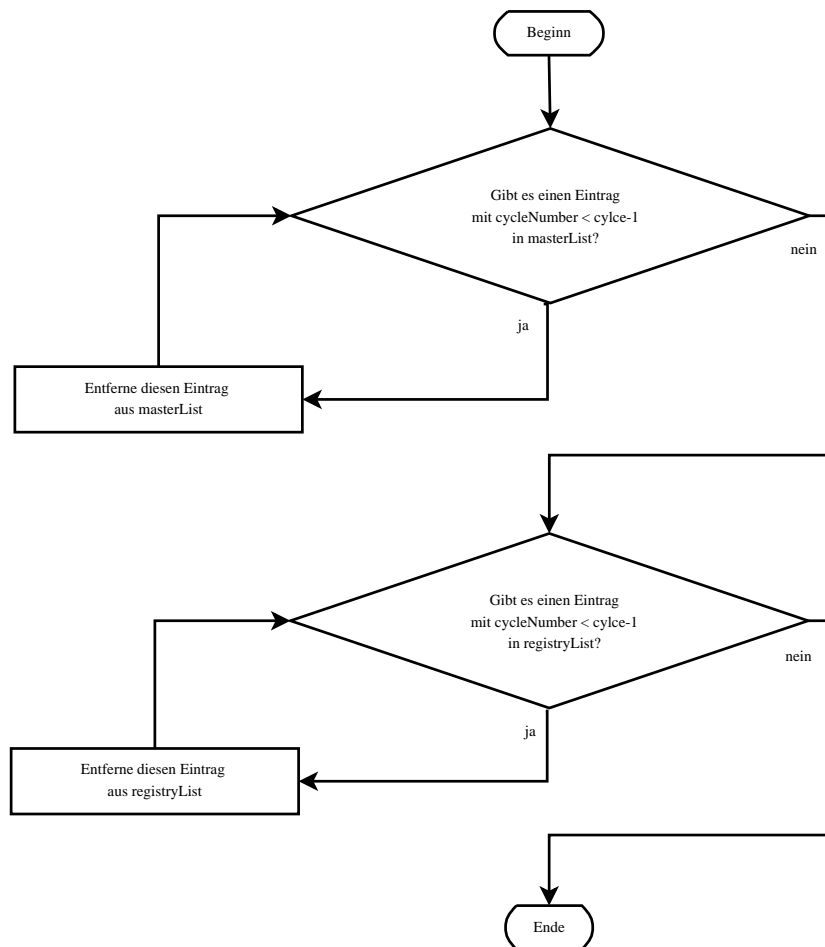 Beginn
Gibt es einen Eintrag
mit cycleNumber < cylce-1
in masterList?
nein
ja
Entferne diesen Eintrag
aus masterList
Gibt es einen Eintrag
mit cycleNumber < cylce-1
in registryList?
nein
ja
Entferne diesen Eintrag
aus registryList
Ende